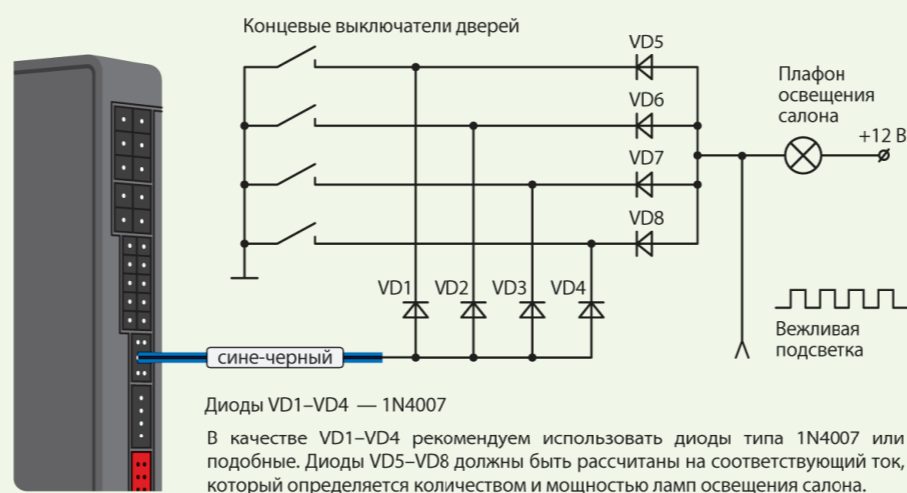 Концевые выключатели дверей
VD5
VD6
VD7
VD8
Плафон
освещения
салона
+12 В
VD1 VD2 VD3 VD4
Вежливая
подсветка
сине-черный
Диоды VD1–VD4 — 1N4007
В качестве VD1–VD4 рекомендуем использовать диоды типа 1N4007 или
подобные. Диоды VD5–VD8 должны быть рассчитаны на соответствующий ток,
который определяется количеством и мощностью ламп освещения салона.